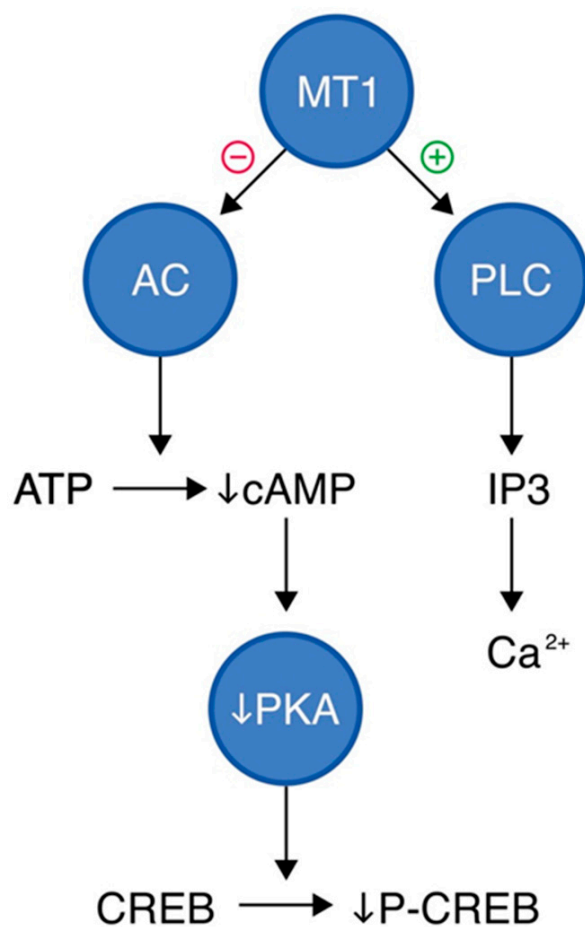 MT1
⊖ ⊕
AC PLC
ATP ↓cAMP IP3
Ca²⁺
↓PKA
CREB ↓P-CREB